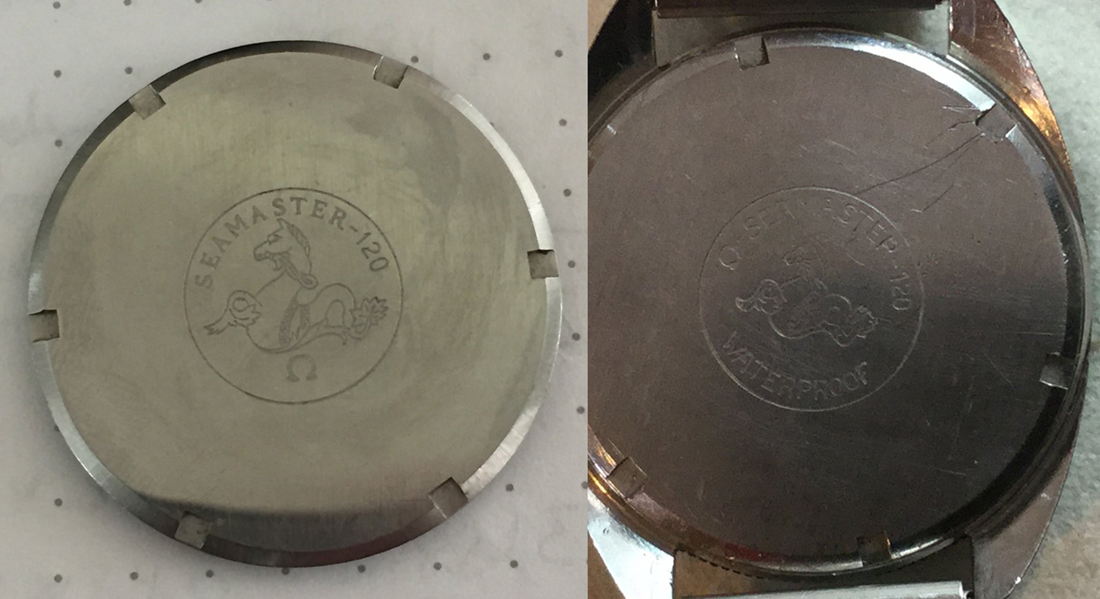 SEAMASTER-120
Ω
Ω SEAMASTER-120
WATERPROOF